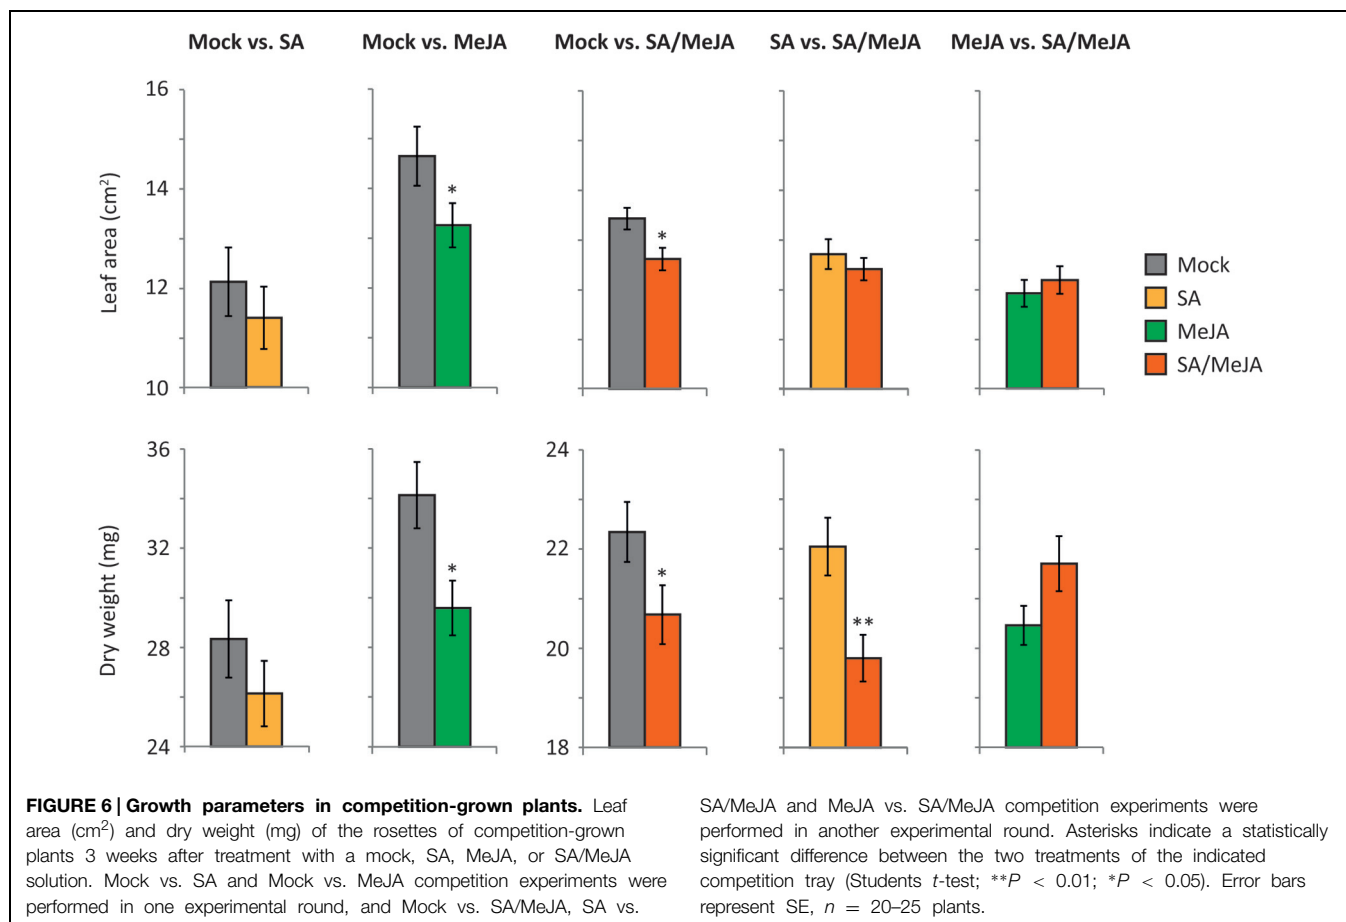 Mock vs. SA Mock vs. MeJA Mock vs. SA/MeJA SA vs. SA/MeJA MeJA vs. SA/MeJA
Leaf area (cm²)
16
14
12
10
*
*
Mock
SA
MeJA
SA/MeJA
Dry weight (mg)
36
32
28
24
*
24
22
20
18
*
**
FIGURE 6 | Growth parameters in competition-grown plants. Leaf
area (cm²) and dry weight (mg) of the rosettes of competition-grown
plants 3 weeks after treatment with a mock, SA, MeJA, or SA/MeJA
solution. Mock vs. SA and Mock vs. MeJA competition experiments were
performed in one experimental round, and Mock vs. SA/MeJA, SA vs.
SA/MeJA and MeJA vs. SA/MeJA competition experiments were
performed in another experimental round. Asterisks indicate a statistically
significant difference between the two treatments of the indicated
competition tray (Students t-test; **P < 0.01; *P < 0.05). Error bars
represent SE, n = 20–25 plants.